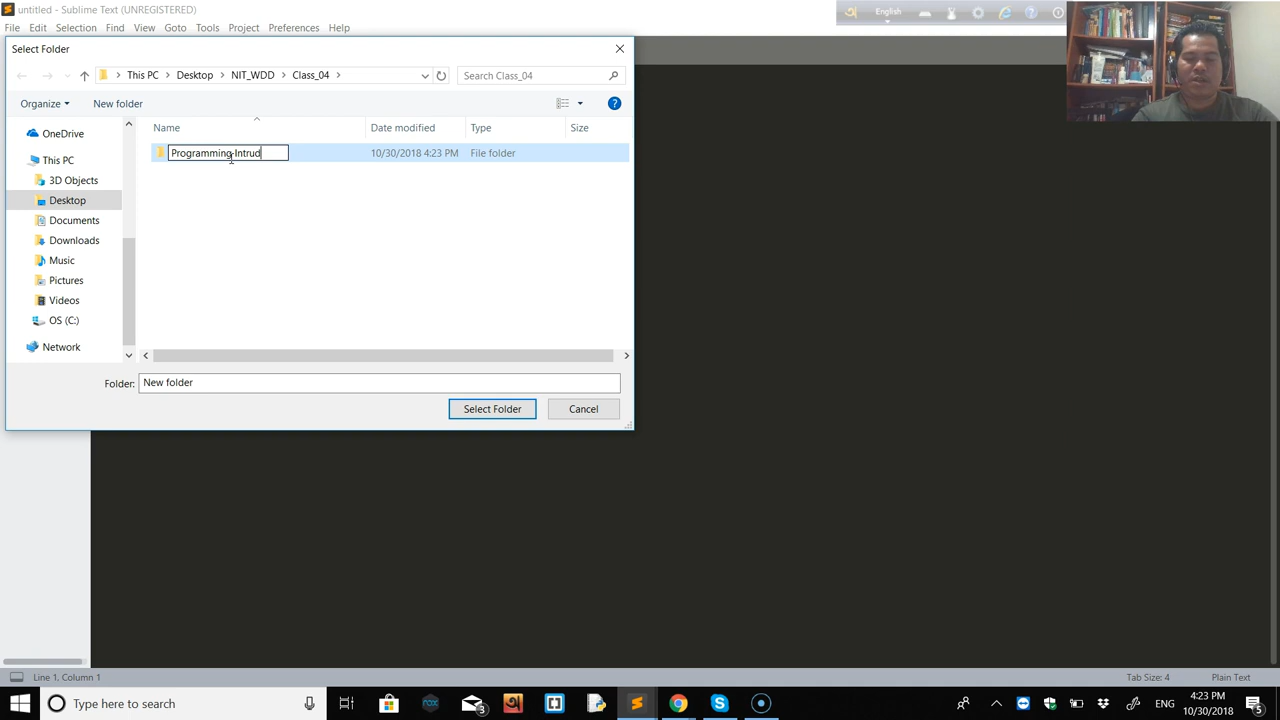 untitled - Sublime Text (UNREGISTERED)
English
File Edit Selection Find View Goto Tools Project Preferences Help
Select Folder
This PC Desktop NIT_WDD Class_04
Search Class_04
Organize New folder
Name Date modified Type Size
Programming-Intrud 10/30/2018 4:23 PM File folder
OneDrive
This PC
3D Objects
Desktop
Documents
Downloads
Music
Pictures
Videos
OS (C:)
Network
Folder: New folder
Select Folder Cancel
Line 1, Column 1 Tab Size: 4 Plain Text
Type here to search
3
ENG
4:23 PM
10/30/2018
5